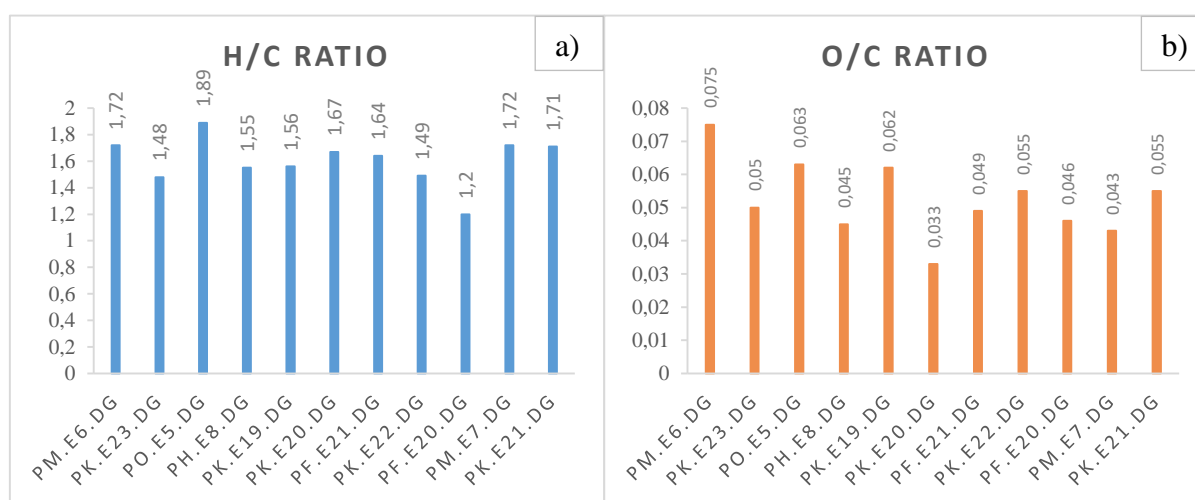 a)
H/C RATIO
2
1,8
1,6
1,4
1,2
1
0,8
0,6
0,4
0,2
0
1,72
1,48
1,89
1,55
1,56
1,67
1,64
1,49
1,2
1,72
1,71
PM.E6.DG
PK.E23.DG
PO.E5.DG
PH.E8.DG
PK.E19.DG
PK.E20.DG
PF.E21.DG
PK.E22.DG
PF.E20.DG
PM.E7.DG
PK.E21.DG
b)
O/C RATIO
0,08
0,07
0,06
0,05
0,04
0,03
0,02
0,01
0
0,075
0,05
0,063
0,045
0,062
0,033
0,049
0,055
0,046
0,043
0,055
PM.E6.DG
PK.E23.DG
PO.E5.DG
PH.E8.DG
PK.E19.DG
PK.E20.DG
PF.E21.DG
PK.E22.DG
PF.E20.DG
PM.E7.DG
PK.E21.DG